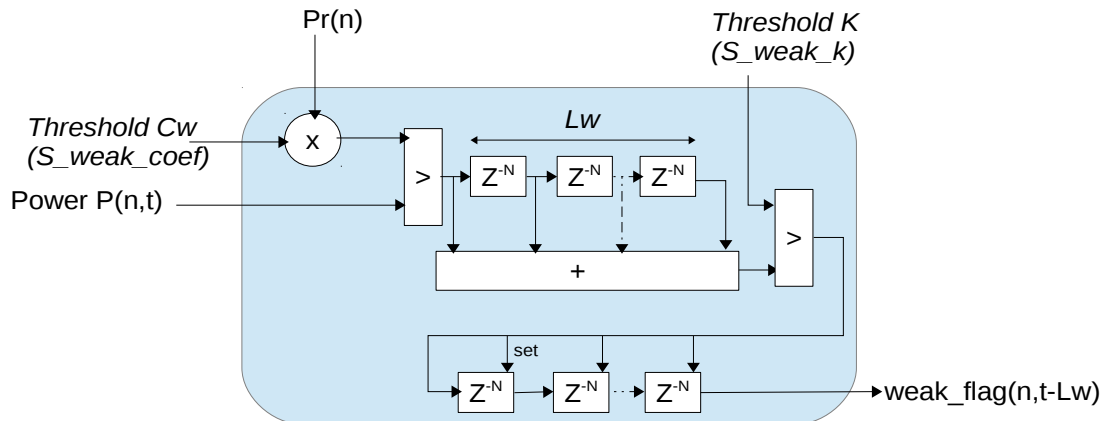 Pr(n)
Threshold K
(S_weak_k)
Threshold Cw
(S_weak_coef)
x
Lw
>
Z-N
Z-N
Z-N
Power P(n,t)
>
+
set
Z-N
Z-N
Z-N
weak_flag(n,t-Lw)